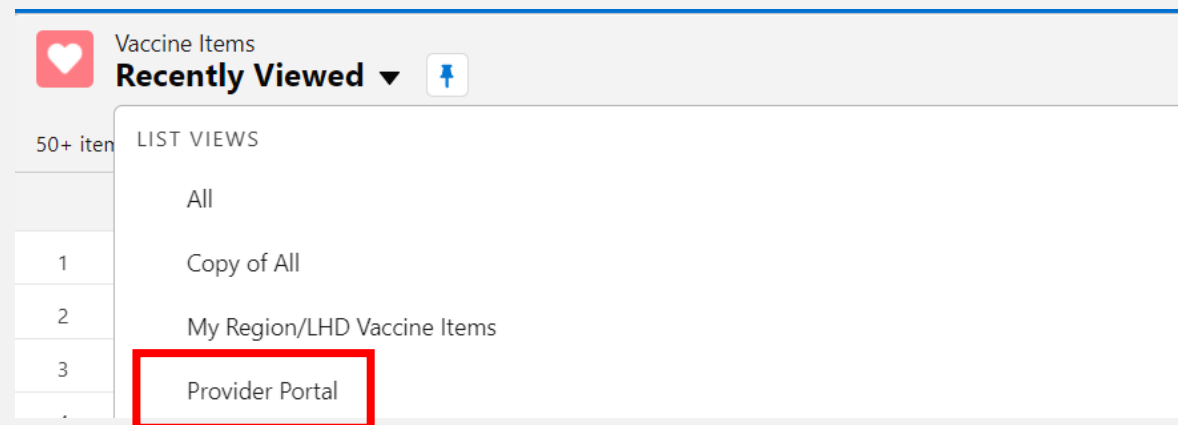 Vaccine Items
Recently Viewed
50+
LIST VIEWS
All
1
Copy of All
2
My Region/LHD Vaccine Items
3
Provider Portal